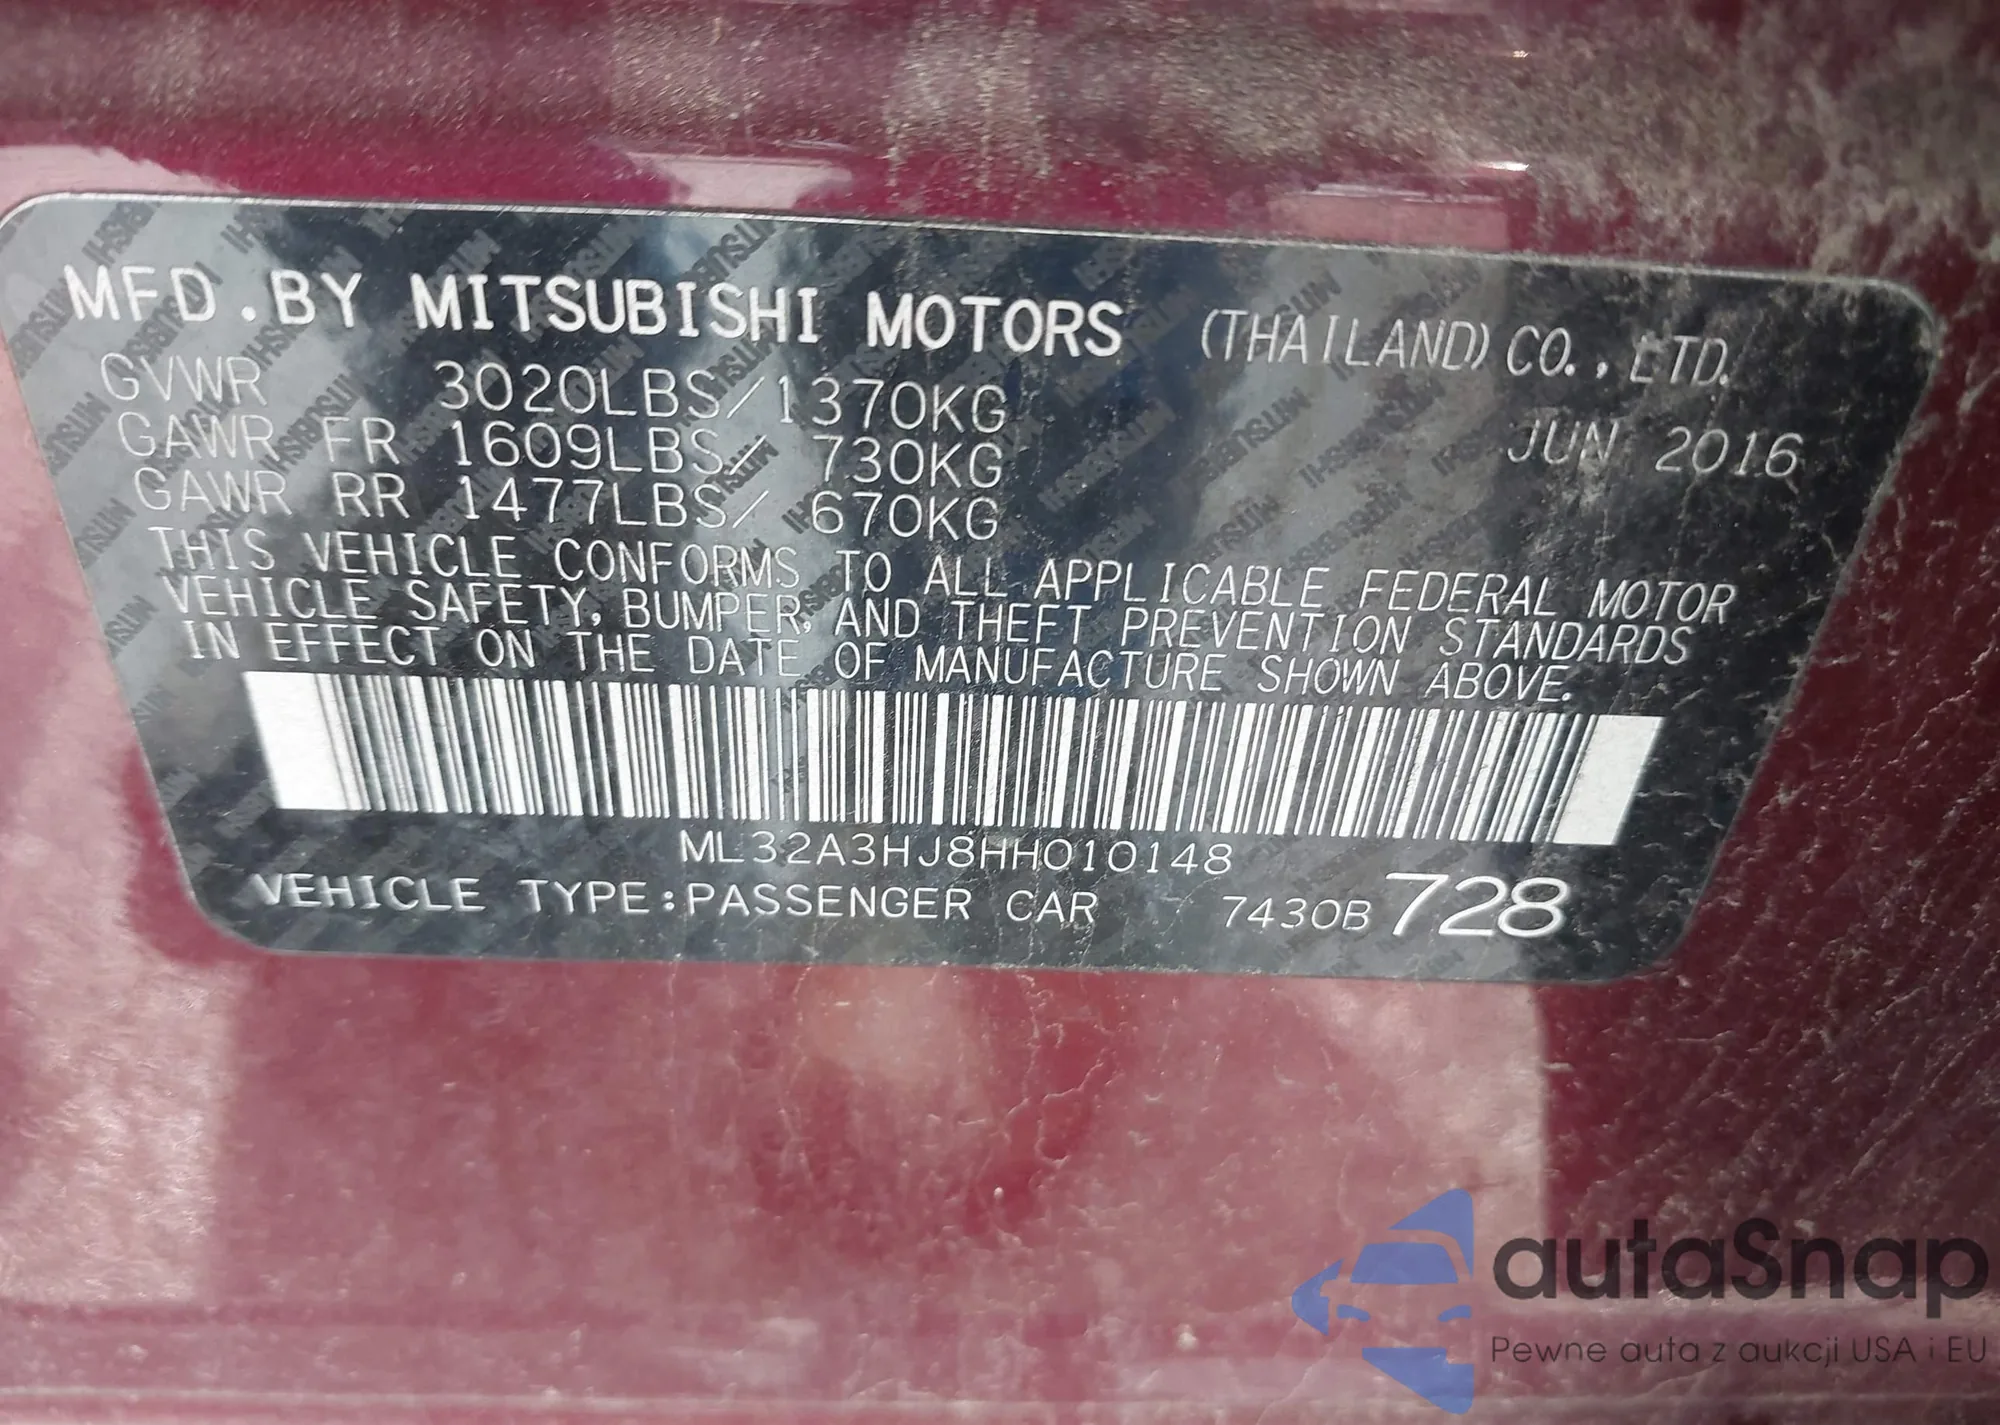 MFD.BY MITSUBISHI MOTORS (THAILAND) CO.,LTD.
GVWR 3020LBS/1370KG
GAWR FR 1609LBS/ 730KG JUN 2016
GAWR RR 1477LBS/ 670KG
THIS VEHICLE CONFORMS TO ALL APPLICABLE FEDERAL MOTOR
VEHICLE SAFETY, BUMPER, AND THEFT PREVENTION STANDARDS
IN EFFECT ON THE DATE OF MANUFACTURE SHOWN ABOVE.
ML32A3HJ8HH010148
VEHICLE TYPE:PASSENGER CAR 7430B 728
autaSnap
Pewne auta z aukcji USA i EU